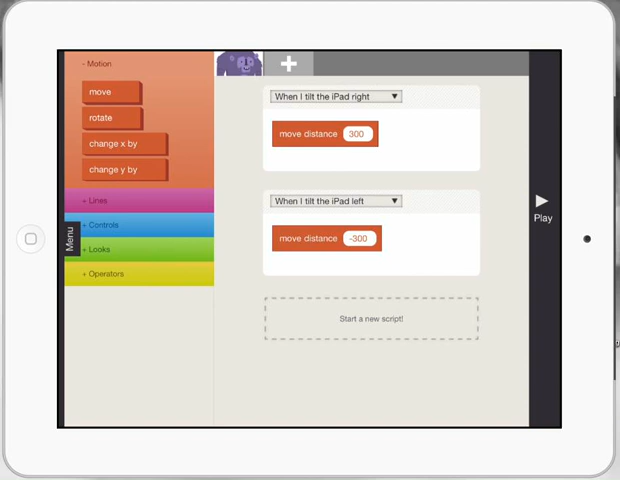 - Motion
move
rotate
change x by
change y by
+ Lines
+ Controls
+ Looks
+ Operators
Menu
+
When I tilt the iPad right
move distance 300
When I tilt the iPad left
move distance -300
Start a new script!
Play